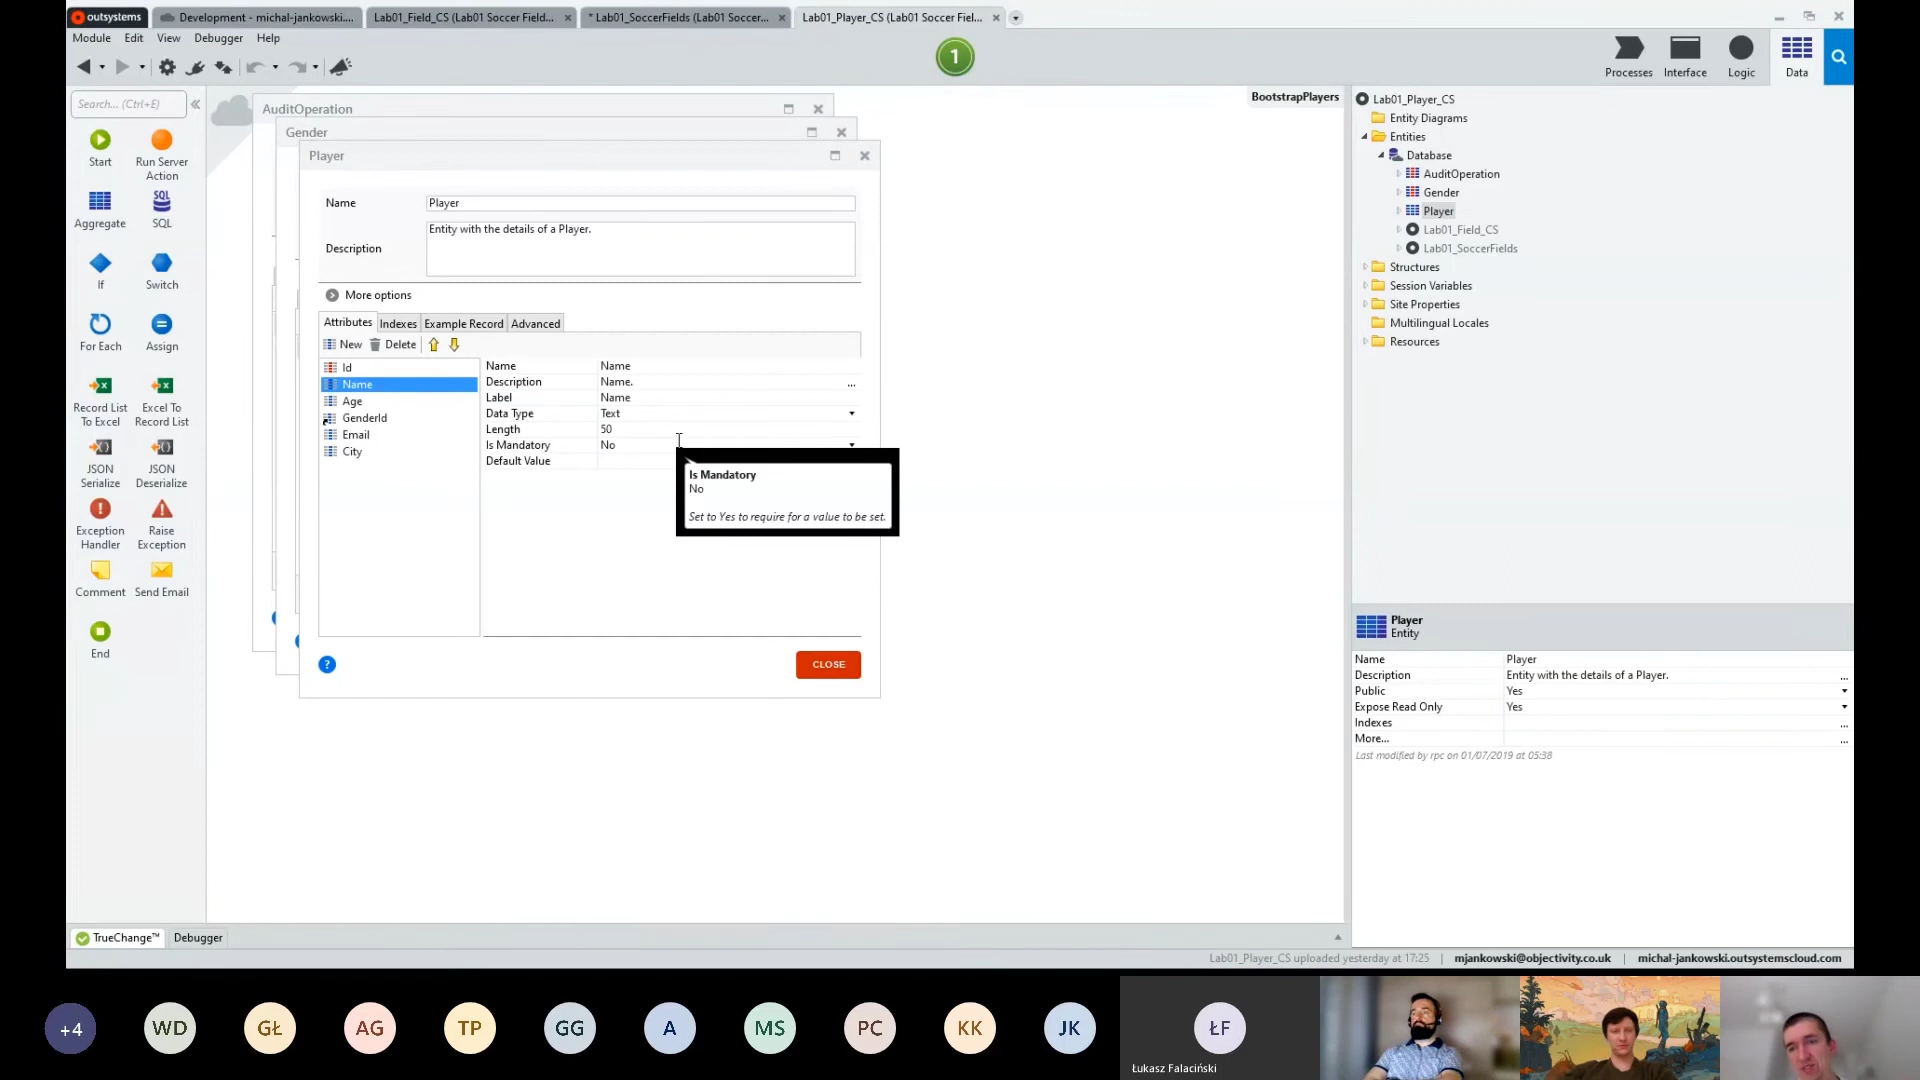 outsystems
Development - michal-jankowski....
Lab01_Field_CS (Lab01 Soccer Field...
* Lab01_SoccerFields (Lab01 Soccer...
Lab01_Player_CS (Lab01 Soccer Fiel...
Module Edit View Debugger Help
1
Processes Interface Logic Data
Search... (Ctrl+E)
Start
Run Server Action
Aggregate
SQL
SQL
If
Switch
For Each
Assign
Record List To Excel
Excel To Record List
JSON Serialize
JSON Deserialize
Exception Handler
Raise Exception
Comment
Send Email
End
AuditOperation
Gender
Player
Name Player
Description Entity with the details of a Player.
More options
Attributes Indexes Example Record Advanced
New Delete
Id
Name
Age
GenderId
Email
City
Name Name
Description Name. ...
Label Name
Data Type Text
Length 50
Is Mandatory No
Default Value
Is Mandatory
No
Set to Yes to require for a value to be set.
? CLOSE
BootstrapPlayers
Lab01_Player_CS
Entity Diagrams
Entities
Database
AuditOperation
Gender
Player
Lab01_Field_CS
Lab01_SoccerFields
Structures
Session Variables
Site Properties
Multilingual Locales
Resources
Player
Entity
Name Player
Description Entity with the details of a Player. ...
Public Yes
Expose Read Only Yes
Indexes ...
More... ...
Last modified by rpc on 01/07/2019 at 05:38
TrueChange™ Debugger
Lab01_Player_CS uploaded yesterday at 17:25 | mjankowski@objectivity.co.uk | michal-jankowski.outsystemscloud.com
+4 WD GŁ AG TP GG A MS PC KK JK ŁF
Łukasz Falaciński